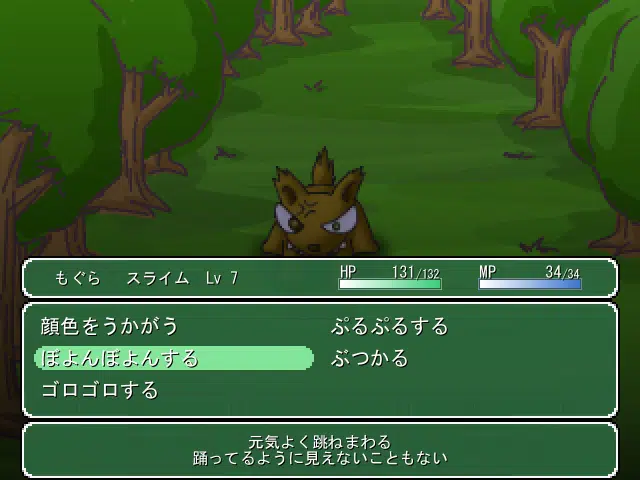 もぐら スライム Lv 7 HP 131/132 MP 34/34
顔色をうかがう ぷるぷるする
ぼよんぼよんする ぶつかる
ゴロゴロする
元気よく跳ねまわる
踊ってるように見えないこともない